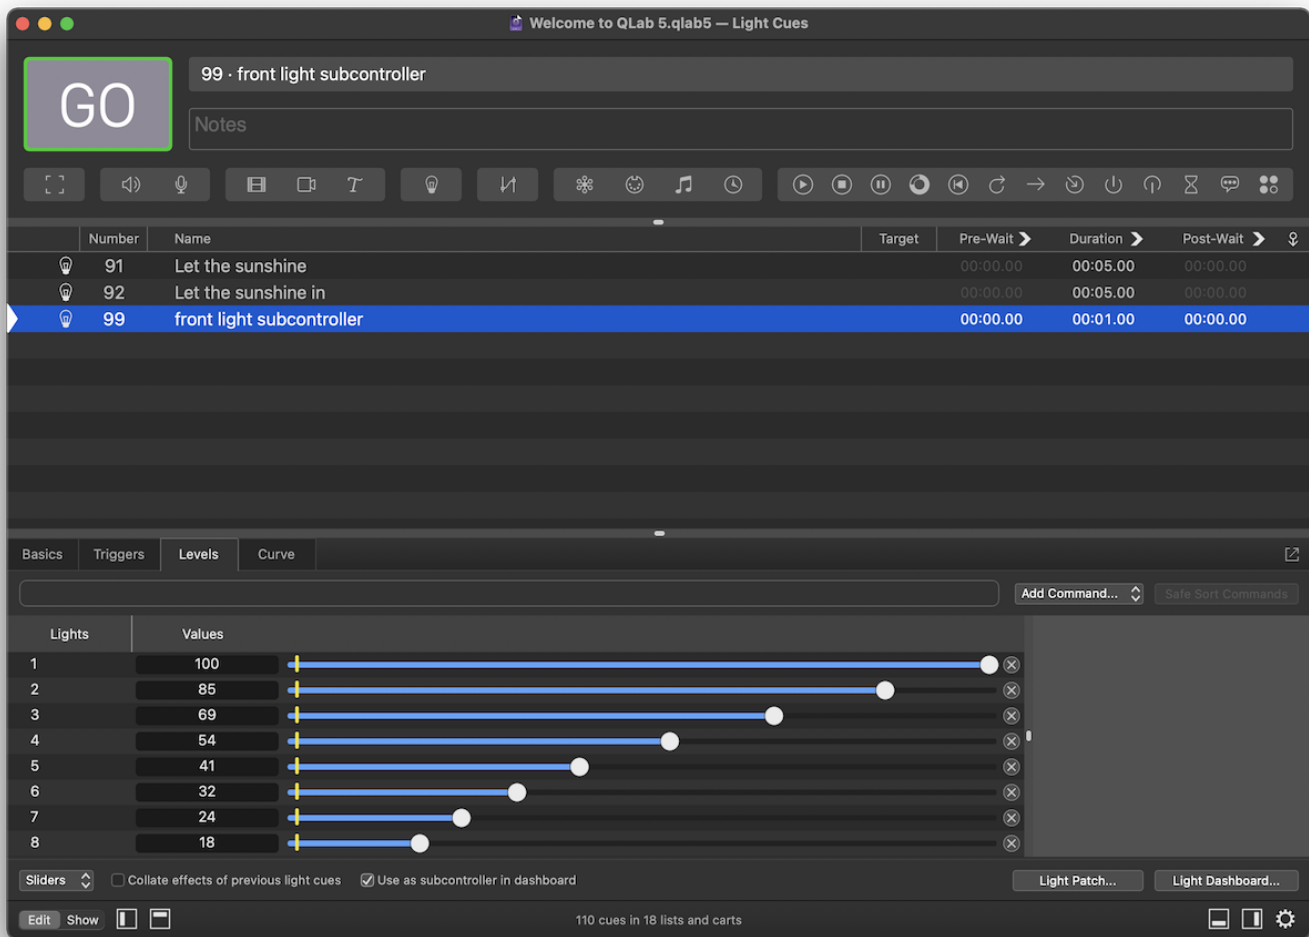 Welcome to QLab 5.qlab5 — Light Cues
GO
99 · front light subcontroller
Notes
Number Name Target Pre-Wait Duration Post-Wait
91 Let the sunshine 00:00.00 00:05.00 00:00.00
92 Let the sunshine in 00:00.00 00:05.00 00:00.00
99 front light subcontroller 00:00.00 00:01.00 00:00.00
Basics Triggers Levels Curve
Add Command... Safe Sort Commands
Lights Values
1 100
2 85
3 69
4 54
5 41
6 32
7 24
8 18
Sliders Collate effects of previous light cues Use as subcontroller in dashboard Light Patch... Light Dashboard...
Edit Show 110 cues in 18 lists and carts